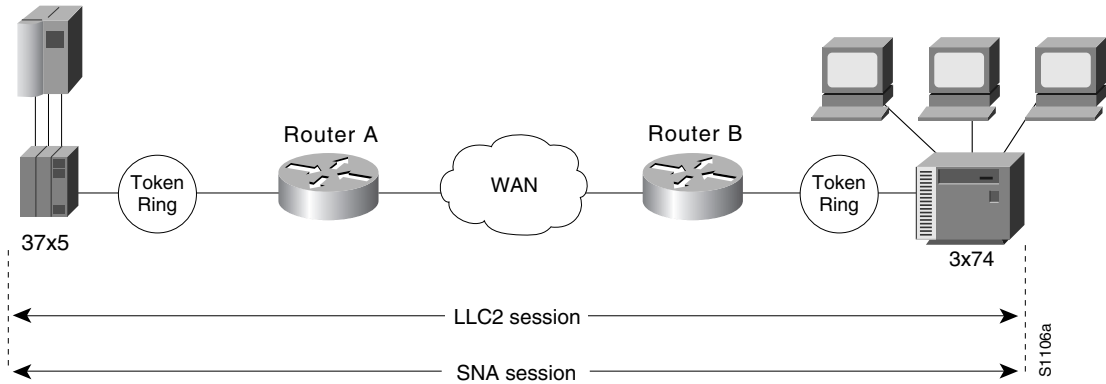 Router A
Router B
Token
Ring
WAN
Token
Ring
37x5
3x74
LLC2 session
SNA session
S1106a